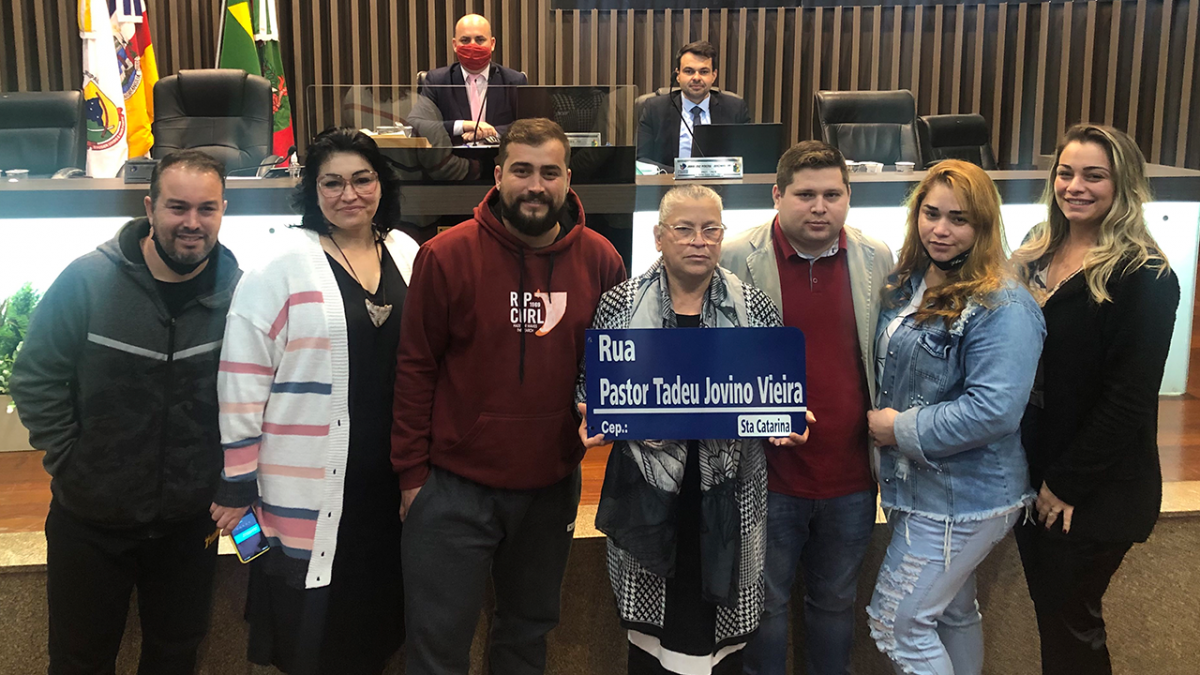 Rua
Pastor Tadeu Jovino Vieira
Cep.:
Sta Catarina
RIP
CURL